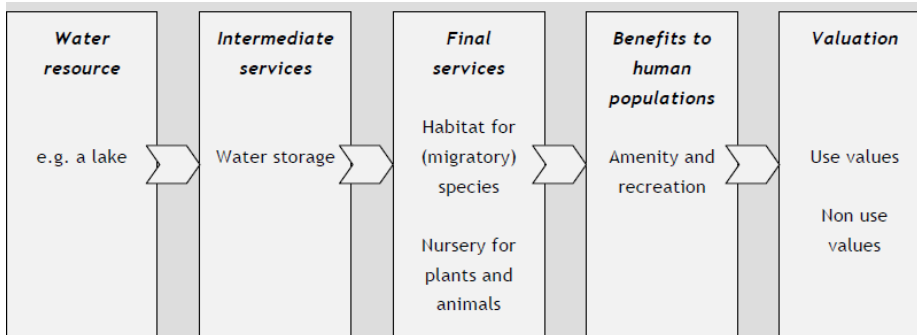 Water
resource
e.g. a lake
Intermediate
services
Water storage
Final
services
Habitat for
(migratory)
species
Nursery for
plants and
animals
Benefits to
human
populations
Amenity and
recreation
Valuation
Use values
Non use
values